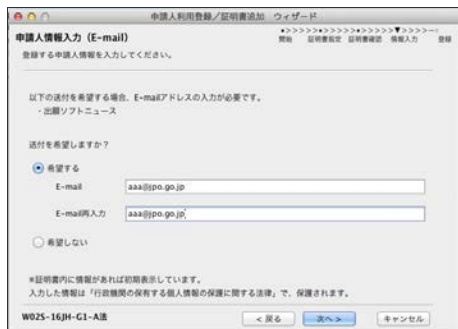 申請人利用登録／証明書追加 ウィザード
申請人情報入力（E-mail）
●>>>>>●>>>>>●>>>>>▼>>>>—○
開始 証明書設定 証明書確認 情報入力 登録
登録する申請人情報を入力してください。
以下の送付を希望する場合、E-mailアドレスの入力が必要です。
・出願ソフトニュース
送付を希望しますか？
希望する
E-mail aaa@jpo.go.jp
E-mail再入力 aaa@jpo.go.jp
希望しない
※証明書内に情報があれば初期表示しています。
入力した情報は「行政機関の保有する個人情報の保護に関する法律」で、保護されます。
W02S-16JH-G1-A法 < 戻る 次へ > キャンセル